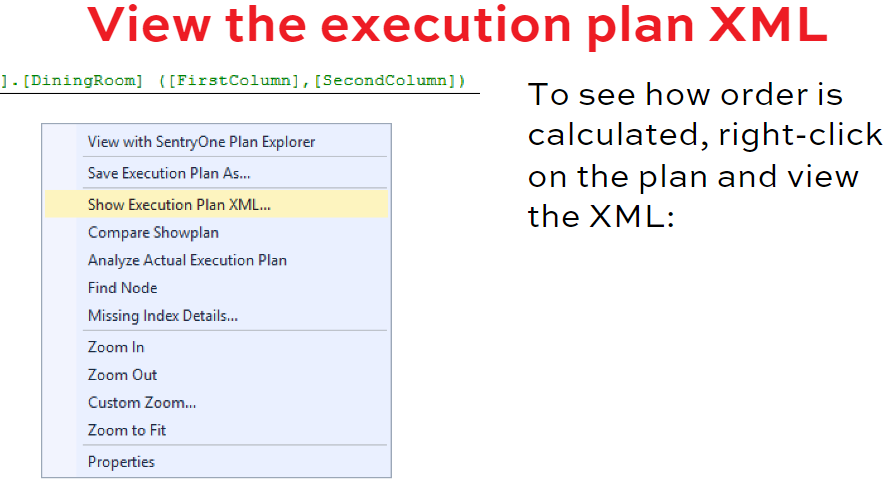 View the execution plan XML
].[DiningRoom] ([FirstColumn],[SecondColumn])
To see how order is
calculated, right-click
on the plan and view
the XML:
View with SentryOne Plan Explorer
Save Execution Plan As...
Show Execution Plan XML...
Compare Showplan
Analyze Actual Execution Plan
Find Node
Missing Index Details...
Zoom In
Zoom Out
Custom Zoom...
Zoom to Fit
Properties